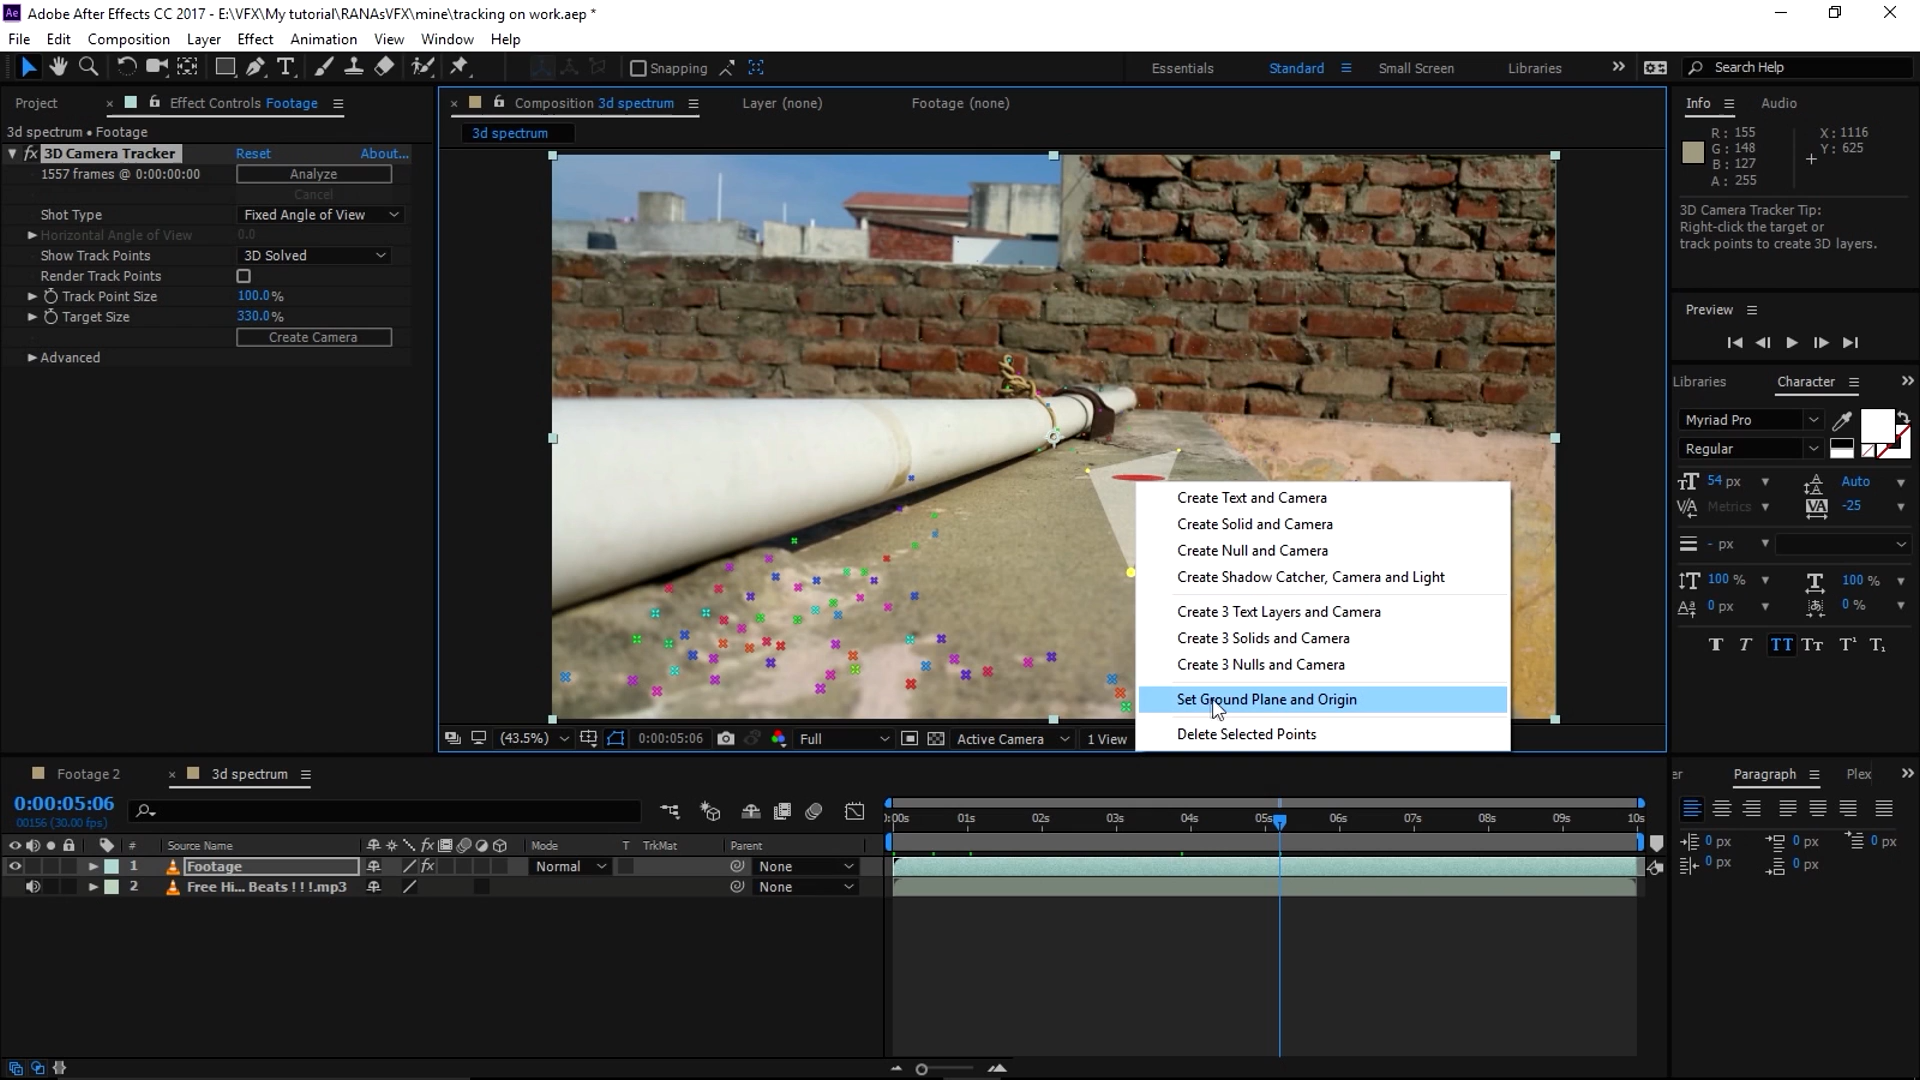 Adobe After Effects CC 2017 - E:\VFX\My tutorial\RANAsVFX\mine\tracking on work.aep *
File Edit Composition Layer Effect Animation View Window Help
Snapping
Essentials Standard Small Screen Libraries
Search Help
Project
Effect Controls Footage
3d spectrum • Footage
fx 3D Camera Tracker Reset About...
1557 frames @ 0:00:00:00 Analyze
Cancel
Shot Type Fixed Angle of View
Horizontal Angle of View 0.0
Show Track Points 3D Solved
Render Track Points
Track Point Size 100.0%
Target Size 330.0%
Create Camera
Advanced
Composition 3d spectrum Layer (none) Footage (none)
3d spectrum
Create Text and Camera
Create Solid and Camera
Create Null and Camera
Create Shadow Catcher, Camera and Light
Create 3 Text Layers and Camera
Create 3 Solids and Camera
Create 3 Nulls and Camera
Set Ground Plane and Origin
Delete Selected Points
(43.5%) 0:00:05:06 Full Active Camera 1 View
Info Audio
R: 155 X: 1116
G: 148 Y: 625
B: 127
A: 255
3D Camera Tracker Tip:
Right-click the target or
track points to create 3D layers.
Preview
Libraries Character
Myriad Pro
Regular
54 px Auto
Metrics -25
- px
100 % 100 %
0 px 0 %
T T TT Tt T¹ T₁
Footage 2 3d spectrum
0:00:05:06
00156 (30.00 fps)
:00s 01s 02s 03s 04s 05s 06s 07s 08s 09s 10s
# Source Name Mode T TrkMat Parent
1 Footage Normal None
2 Free Hi... Beats ! ! !.mp3 None
er Paragraph Plex
0 px 0 px 0 px
0 px 0 px